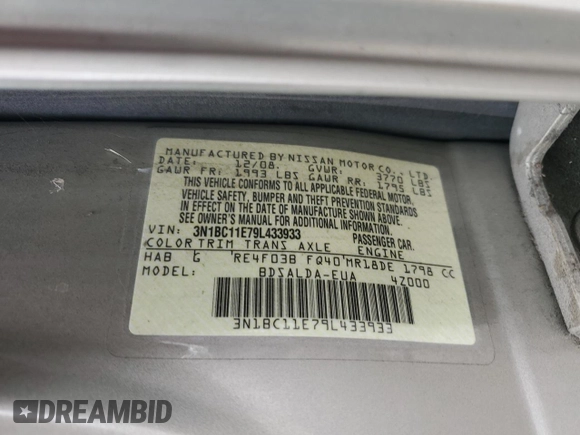 MANUFACTURED BY NISSAN MOTOR CO., LTD.
DATE: 12/08. GVWR: 3770 LBS
GAWR FR: 1993 LBS GAWR RR: 1795 LBS
THIS VEHICLE CONFORMS TO ALL APPLICABLE FEDERAL MOTOR
VEHICLE SAFETY, BUMPER AND THEFT PREVENTION STANDARDS
IN EFFECT ON THE DATE OF MANUFACTURE SHOWN ABOVE.
SEE OWNER'S MANUAL FOR ADDITIONAL INFORMATION.
VIN: 3N1BC11E79L433933 PASSENGER CAR.
COLOR TRIM TRANS AXLE ENGINE
HAB G RE4F03B FQ40 MR18DE 1798 CC
MODEL: BDSALDA-EUA 4Z000
3N1BC11E79L433933
DREAMBID